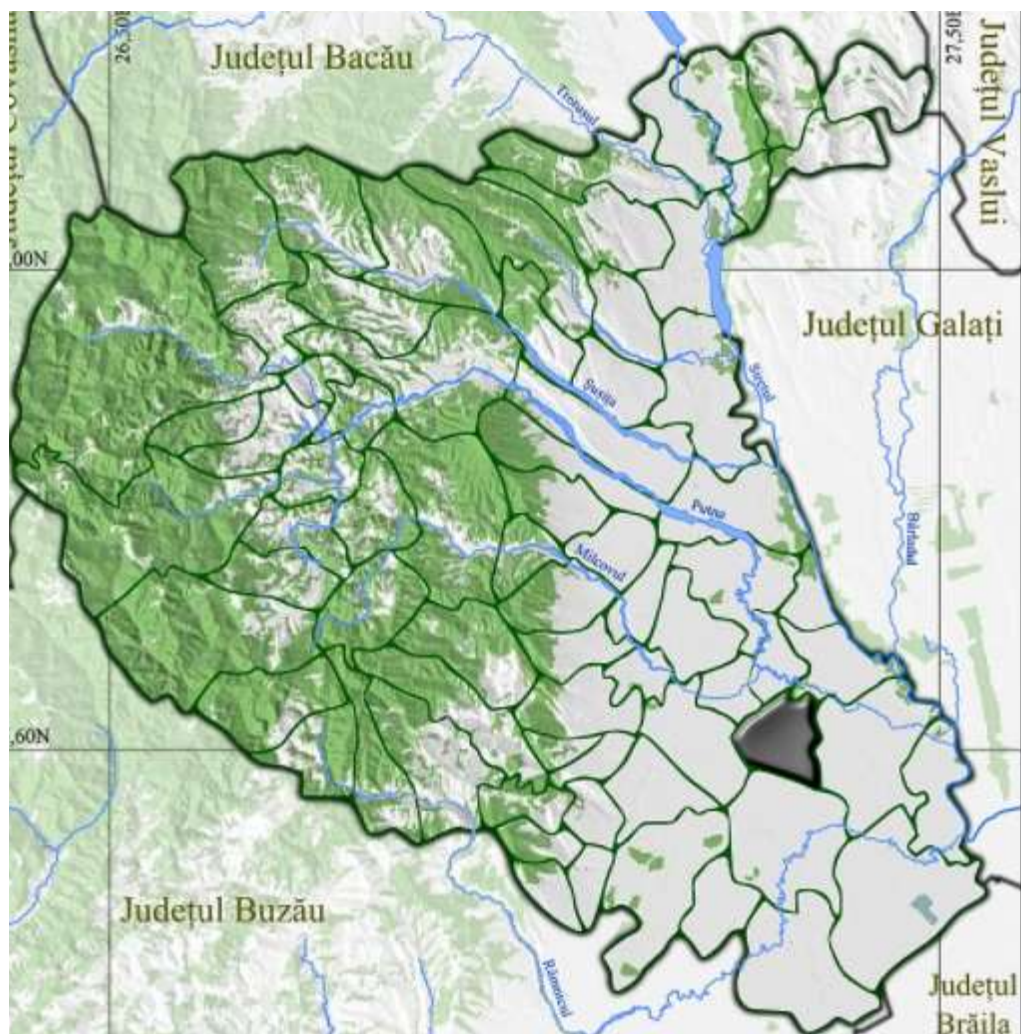 26,50E
27,50E
Județul Bacău
Trotușul
Județul Vaslui
,00N
Județul Galați
Siretul
Șușița
Putna
Bârladul
Milcovul
,60N
Județul Buzău
Râmnicul
Județul
Brăila